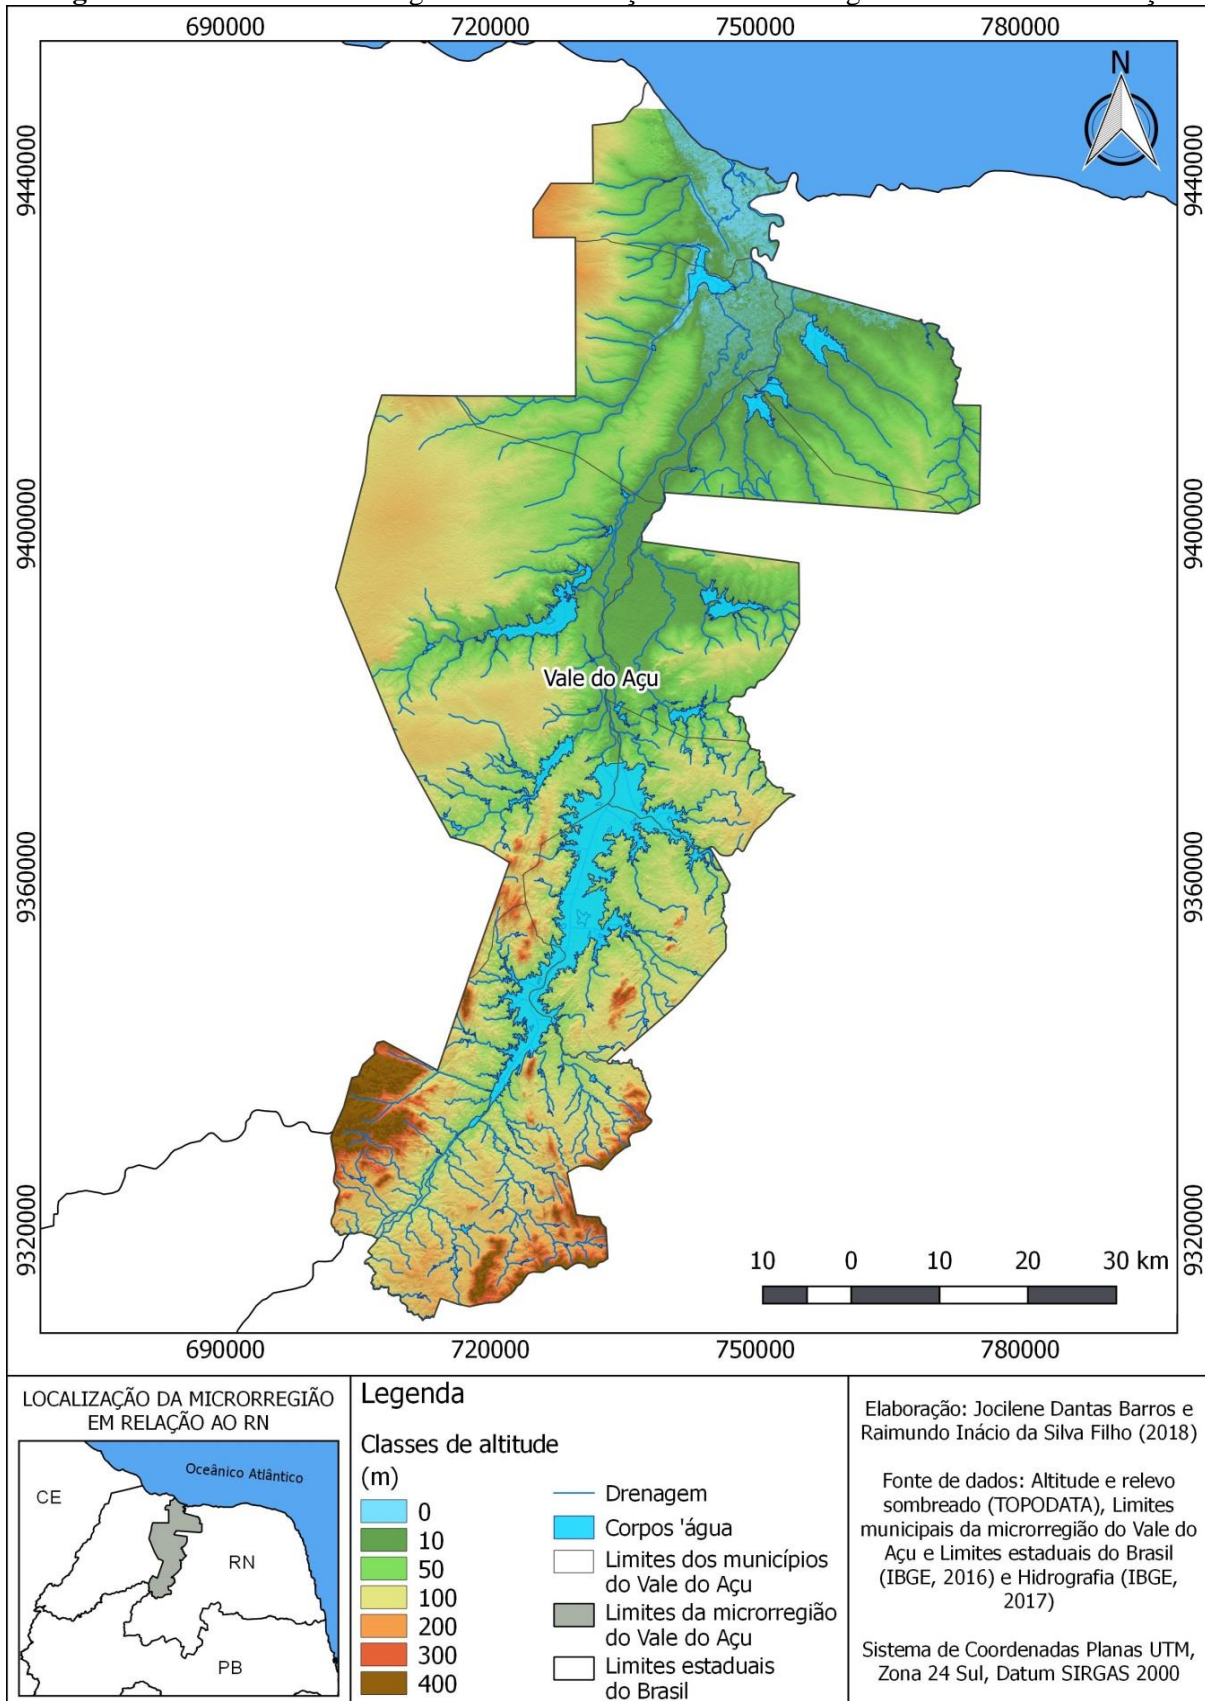 690000 720000 750000 780000
N
9440000 9440000
9400000 9400000
Vale do Açu
9360000 9360000
9320000 9320000
10 0 10 20 30 km
690000 720000 750000 780000
LOCALIZAÇÃO DA MICRORREGIÃO
EM RELAÇÃO AO RN
Oceânico Atlântico
CE
RN
PB
Legenda
Classes de altitude
(m)
0
10
50
100
200
300
400
Drenagem
Corpos 'água
Limites dos municípios
do Vale do Açu
Limites da microrregião
do Vale do Açu
Limites estaduais
do Brasil
Elaboração: Jocilene Dantas Barros e
Raimundo Inácio da Silva Filho (2018)
Fonte de dados: Altitude e relevo
sombreado (TOPODATA), Limites
municipais da microrregião do Vale do
Açu e Limites estaduais do Brasil
(IBGE, 2016) e Hidrografia (IBGE,
2017)
Sistema de Coordenadas Planas UTM,
Zona 24 Sul, Datum SIRGAS 2000